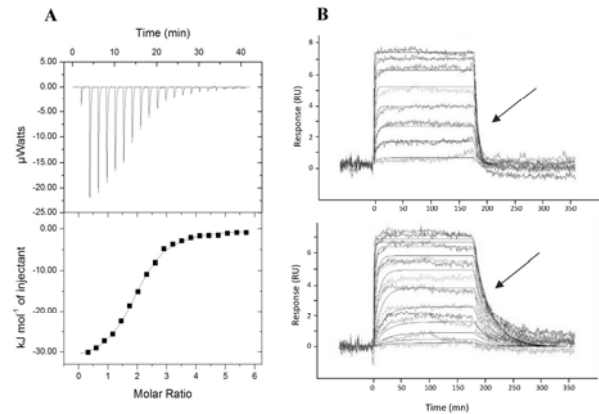 A
Time (min)
0 10 20 30 40
5.00
0.00
-5.00
-10.00
-15.00
-20.00
-25.00
µWatts
0.00
-10.00
-20.00
-30.00
kJ mol⁻¹ of injectant
0 1 2 3 4 5 6
Molar Ratio
B
8
6
4
2
0
Response (RU)
0 50 100 150 200 250 300 350
8
6
4
2
0
Response (RU)
0 50 100 150 200 250 300 350
Time (mn)